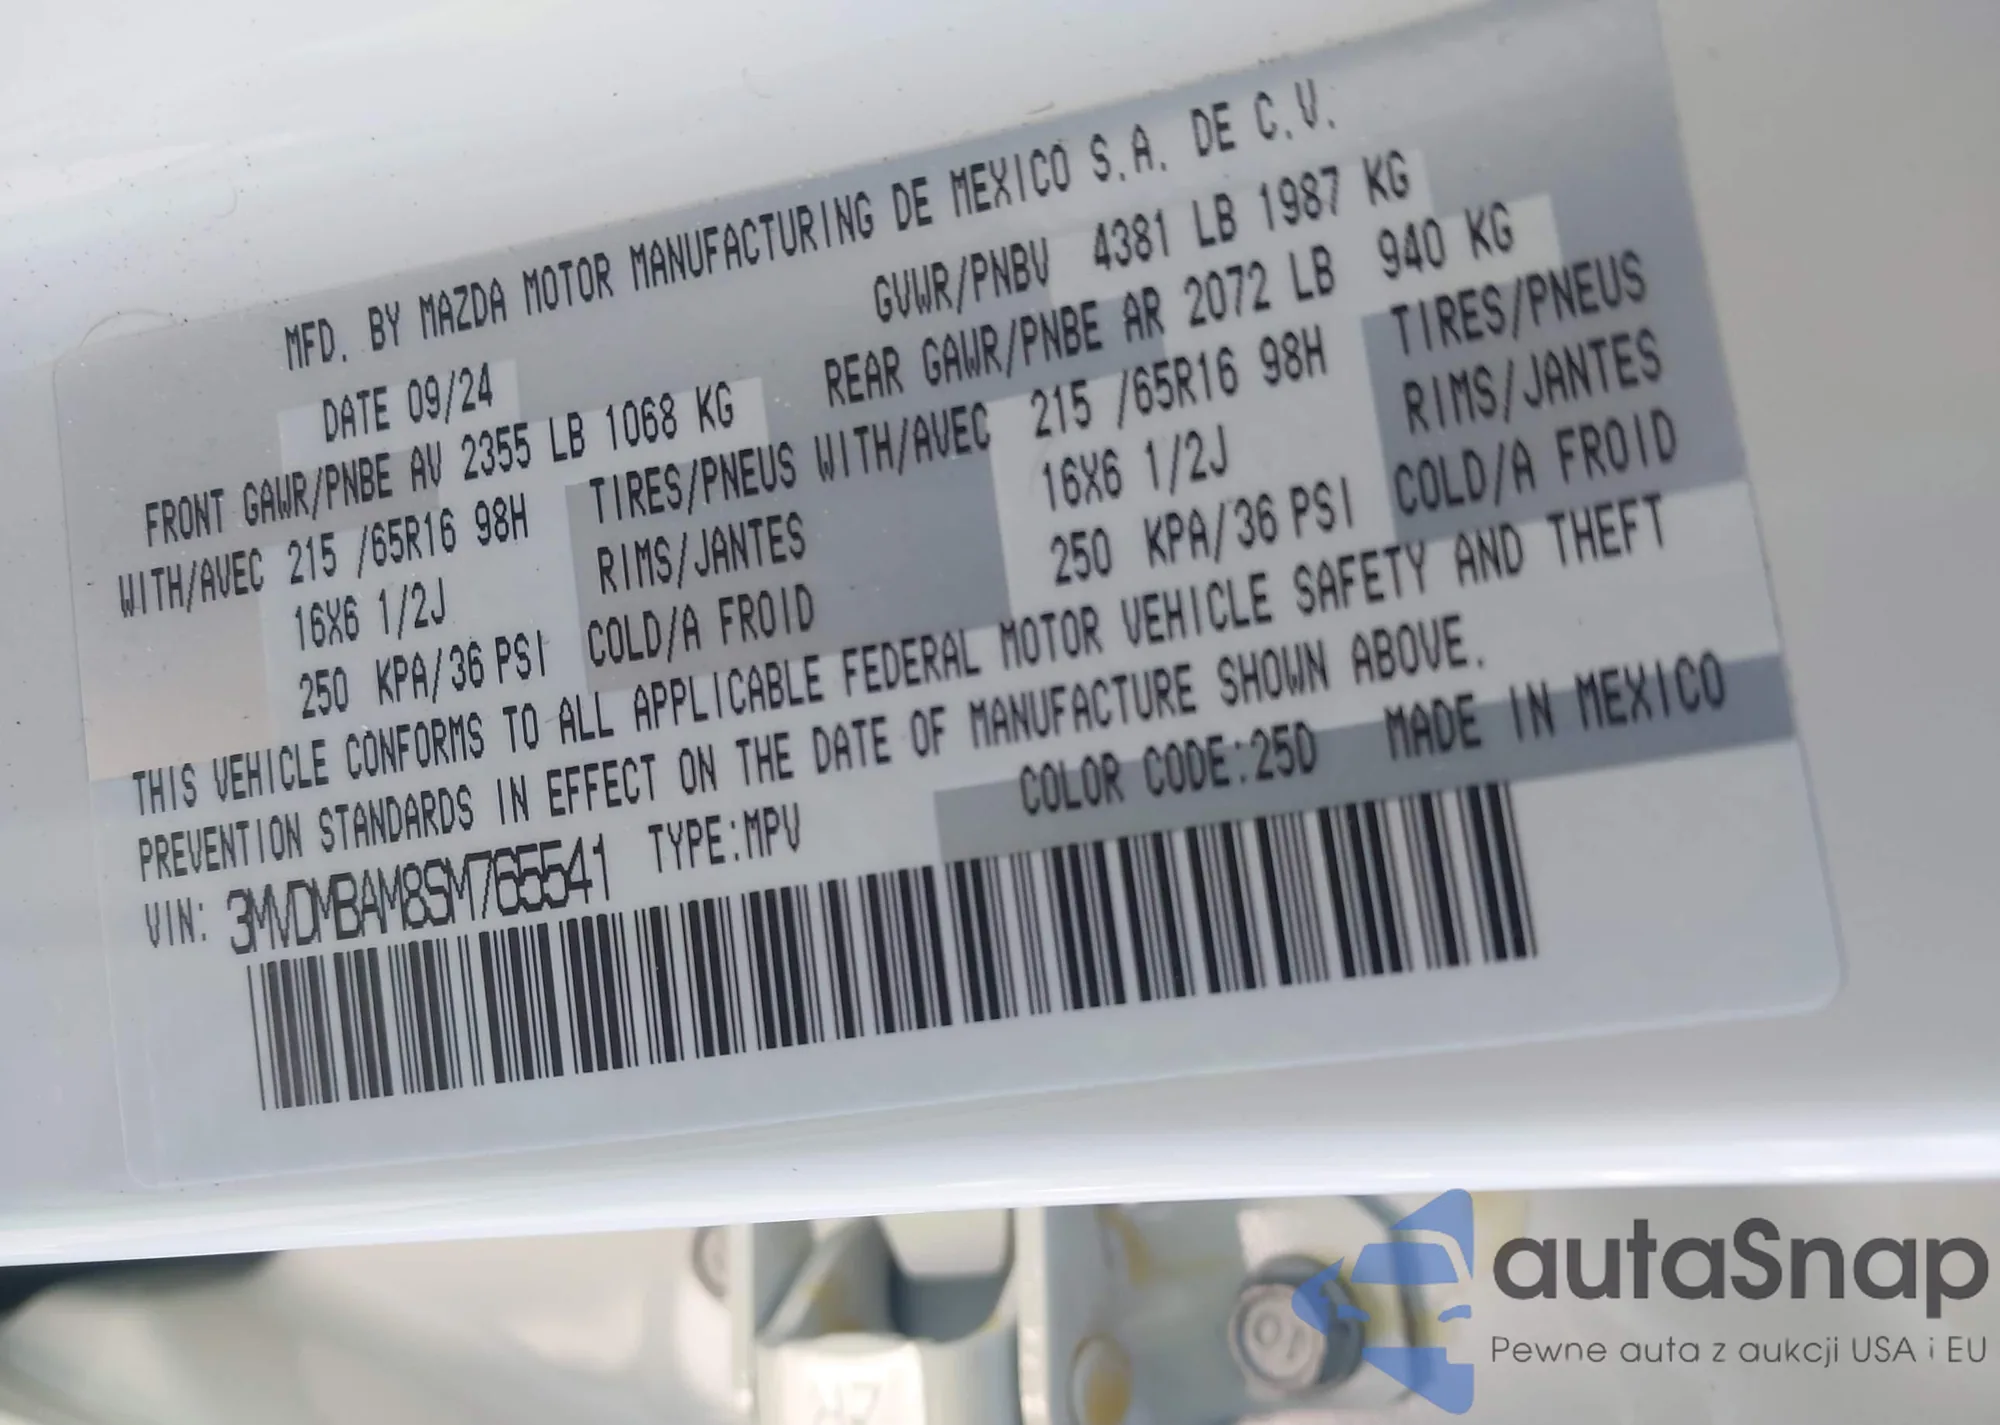 MFD. BY MAZDA MOTOR MANUFACTURING DE MEXICO S.A. DE C.V.
DATE 09/24 GVWR/PNBV 4381 LB 1987 KG
FRONT GAWR/PNBE AV 2355 LB 1068 KG REAR GAWR/PNBE AR 2072 LB 940 KG
WITH/AVEC 215 /65R16 98H TIRES/PNEUS WITH/AVEC 215 /65R16 98H TIRES/PNEUS
16X6 1/2J RIMS/JANTES 16X6 1/2J RIMS/JANTES
250 KPA/36 PSI COLD/A FROID 250 KPA/36 PSI COLD/A FROID
THIS VEHICLE CONFORMS TO ALL APPLICABLE FEDERAL MOTOR VEHICLE SAFETY AND THEFT
PREVENTION STANDARDS IN EFFECT ON THE DATE OF MANUFACTURE SHOWN ABOVE.
VIN: 3MVDMBAM8SM765541 TYPE:MPV COLOR CODE:25D MADE IN MEXICO
10
autaSnap
Pewne auta z aukcji USA i EU